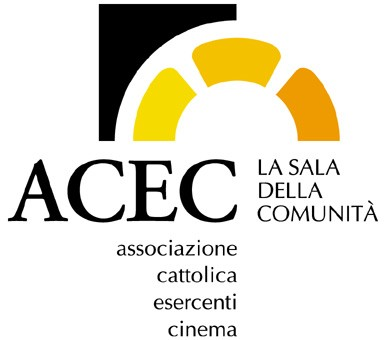 ACEC
LA SALA
DELLA
COMUNITÀ
associazione
cattolica
esercenti
cinema